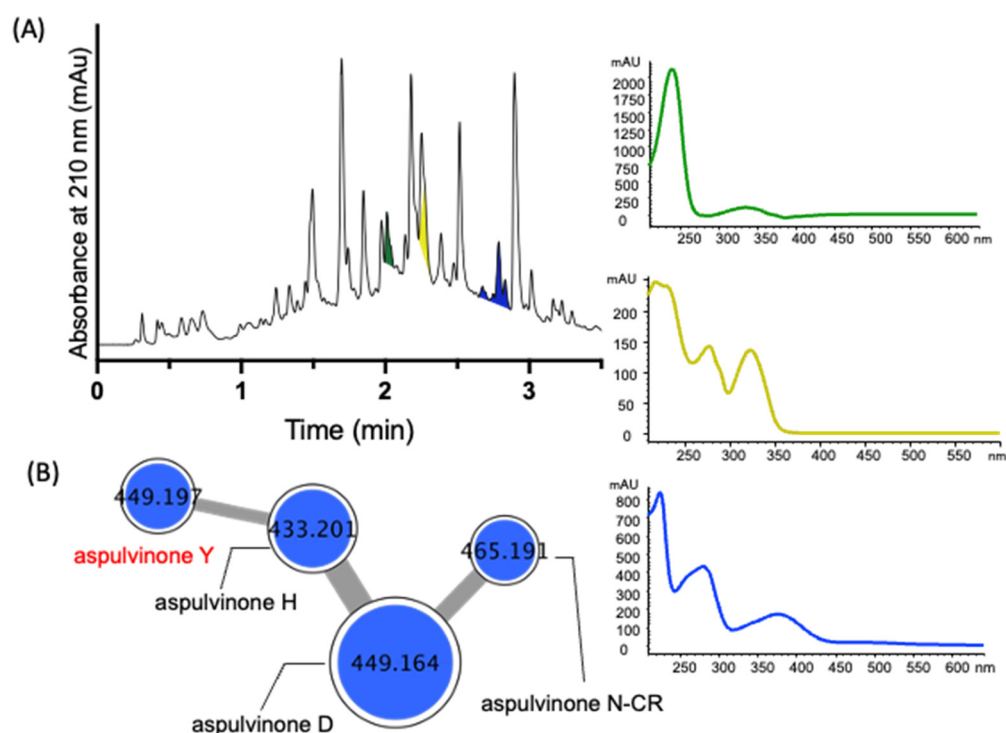 (A)
Absorbance at 210 nm (mAu)
0 1 2 3
Time (min)
mAU
2000
1750
1500
1250
1000
750
500
250
0
250 300 350 400 450 500 550 600 nm
mAU
200
150
100
50
0
250 300 350 400 450 500 550 nm
mAU
800
700
600
500
400
300
200
100
0
250 300 350 400 450 500 550 600 nm
(B)
449.197
433.201
465.191
aspulvinone Y
aspulvinone H
449.164
aspulvinone N-CR
aspulvinone D